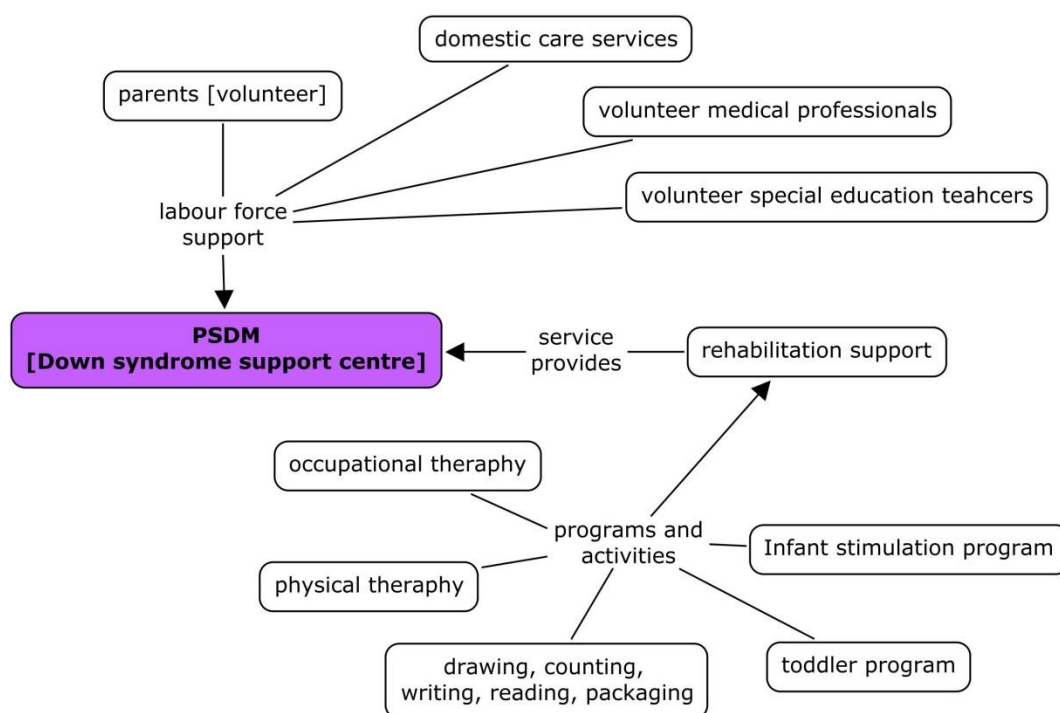 domestic care services
parents [volunteer]
volunteer medical professionals
volunteer special education teahcers
labour force
support
PSDM
[Down syndrome support centre]
service
provides
rehabilitation support
occupational theraphy
programs and
activities
Infant stimulation program
physical theraphy
drawing, counting,
writing, reading, packaging
toddler program